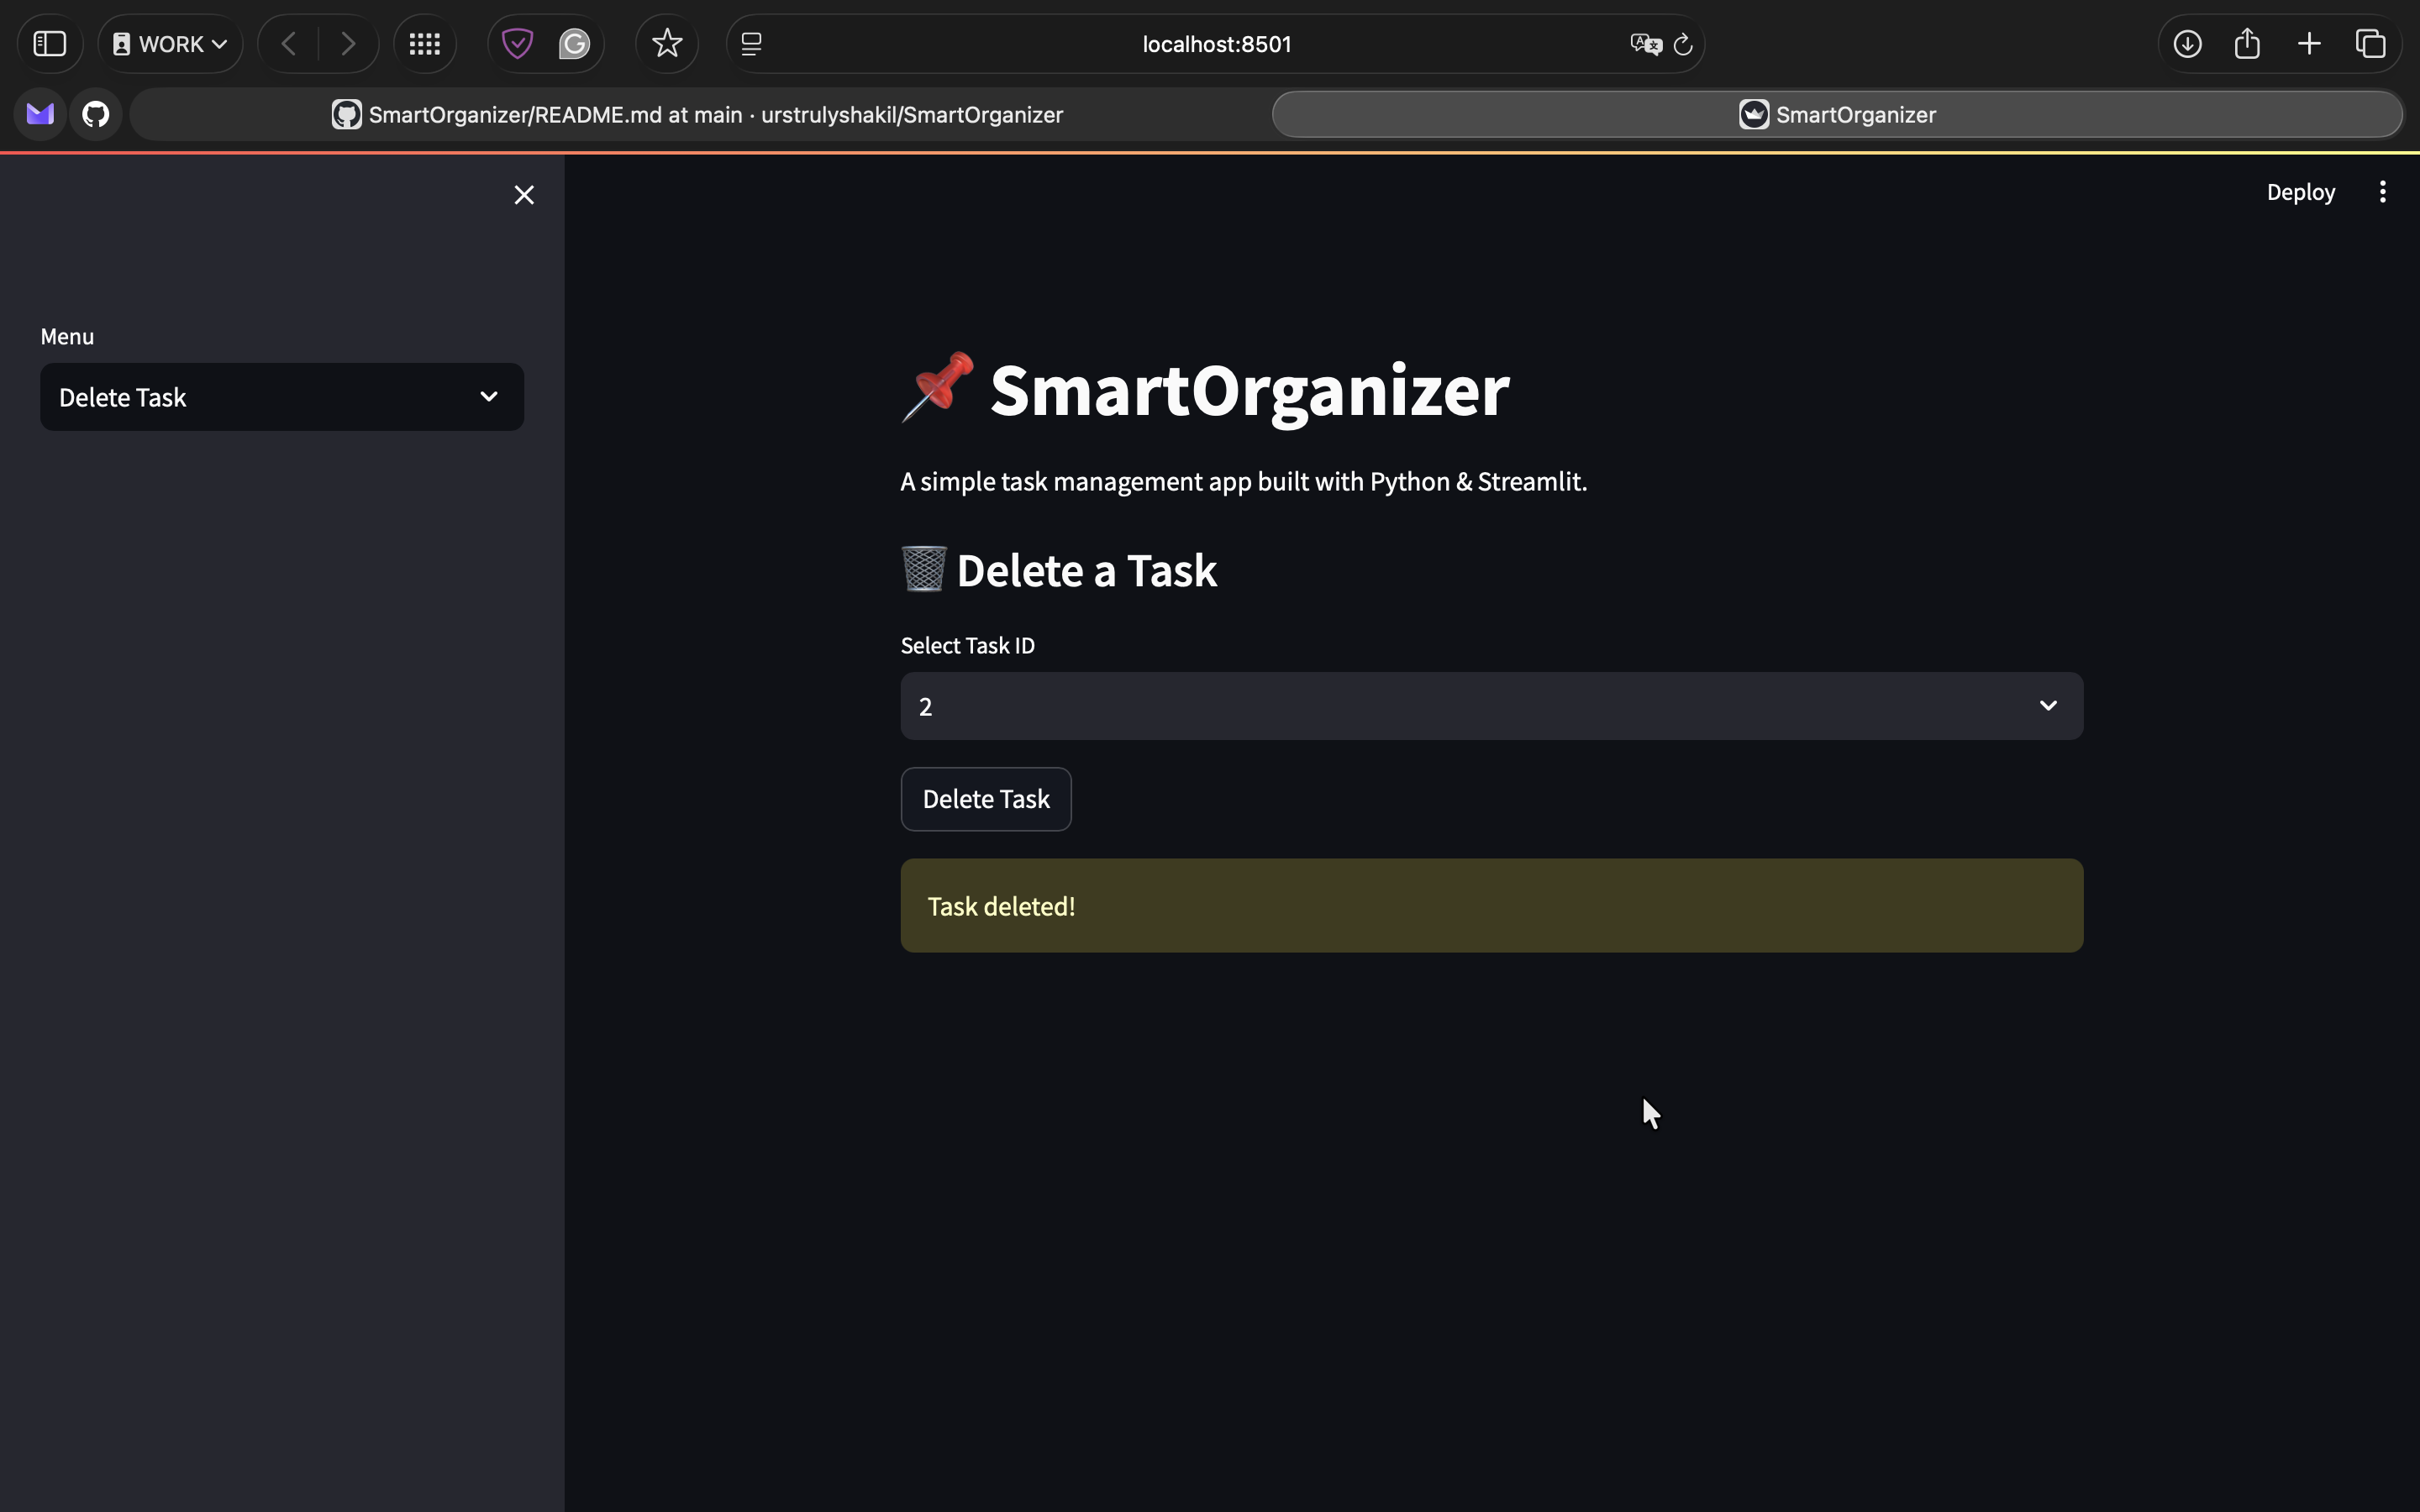 WORK
localhost:8501
SmartOrganizer/README.md at main · urstrulyshakil/SmartOrganizer
SmartOrganizer
Deploy
Menu
Delete Task
SmartOrganizer
A simple task management app built with Python & Streamlit.
Delete a Task
Select Task ID
2
Delete Task
Task deleted!